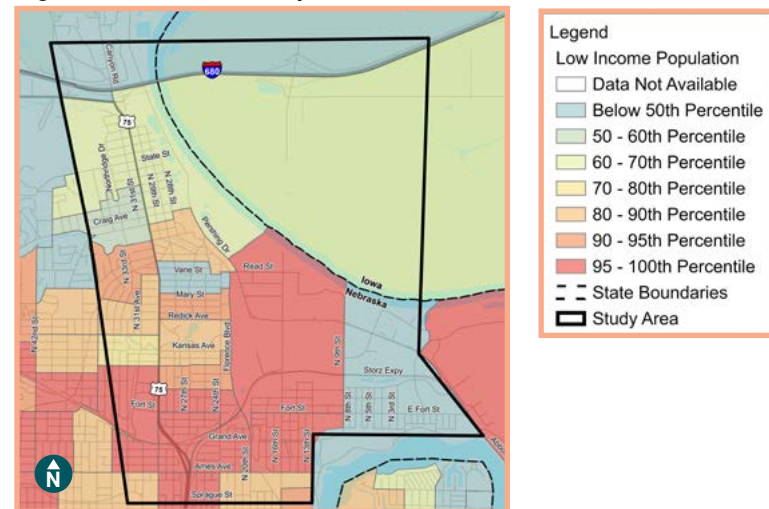 Canyon Rd
680
75
State St
Northridge Dr
N 31st St
N 29th St
N 28th St
Craig Ave
Pershing Dr
N 33rd St
Vane St
Read St
Iowa
Nebraska
Mary St
N 31st Ave
Redick Ave
N 42nd St
Kansas Ave
Florence Blvd
N 9th St
Storz Expy
75
Fort St
N 27th St
N 24th St
Fort St
N 8th St
N 5th St
N 3rd St
E Fort St
Grand Ave
N 20th St
N 16th St
N 13th St
Ames Ave
Sprague St
N
Legend
Low Income Population
Data Not Available
Below 50th Percentile
50 - 60th Percentile
60 - 70th Percentile
70 - 80th Percentile
80 - 90th Percentile
90 - 95th Percentile
95 - 100th Percentile
State Boundaries
Study Area